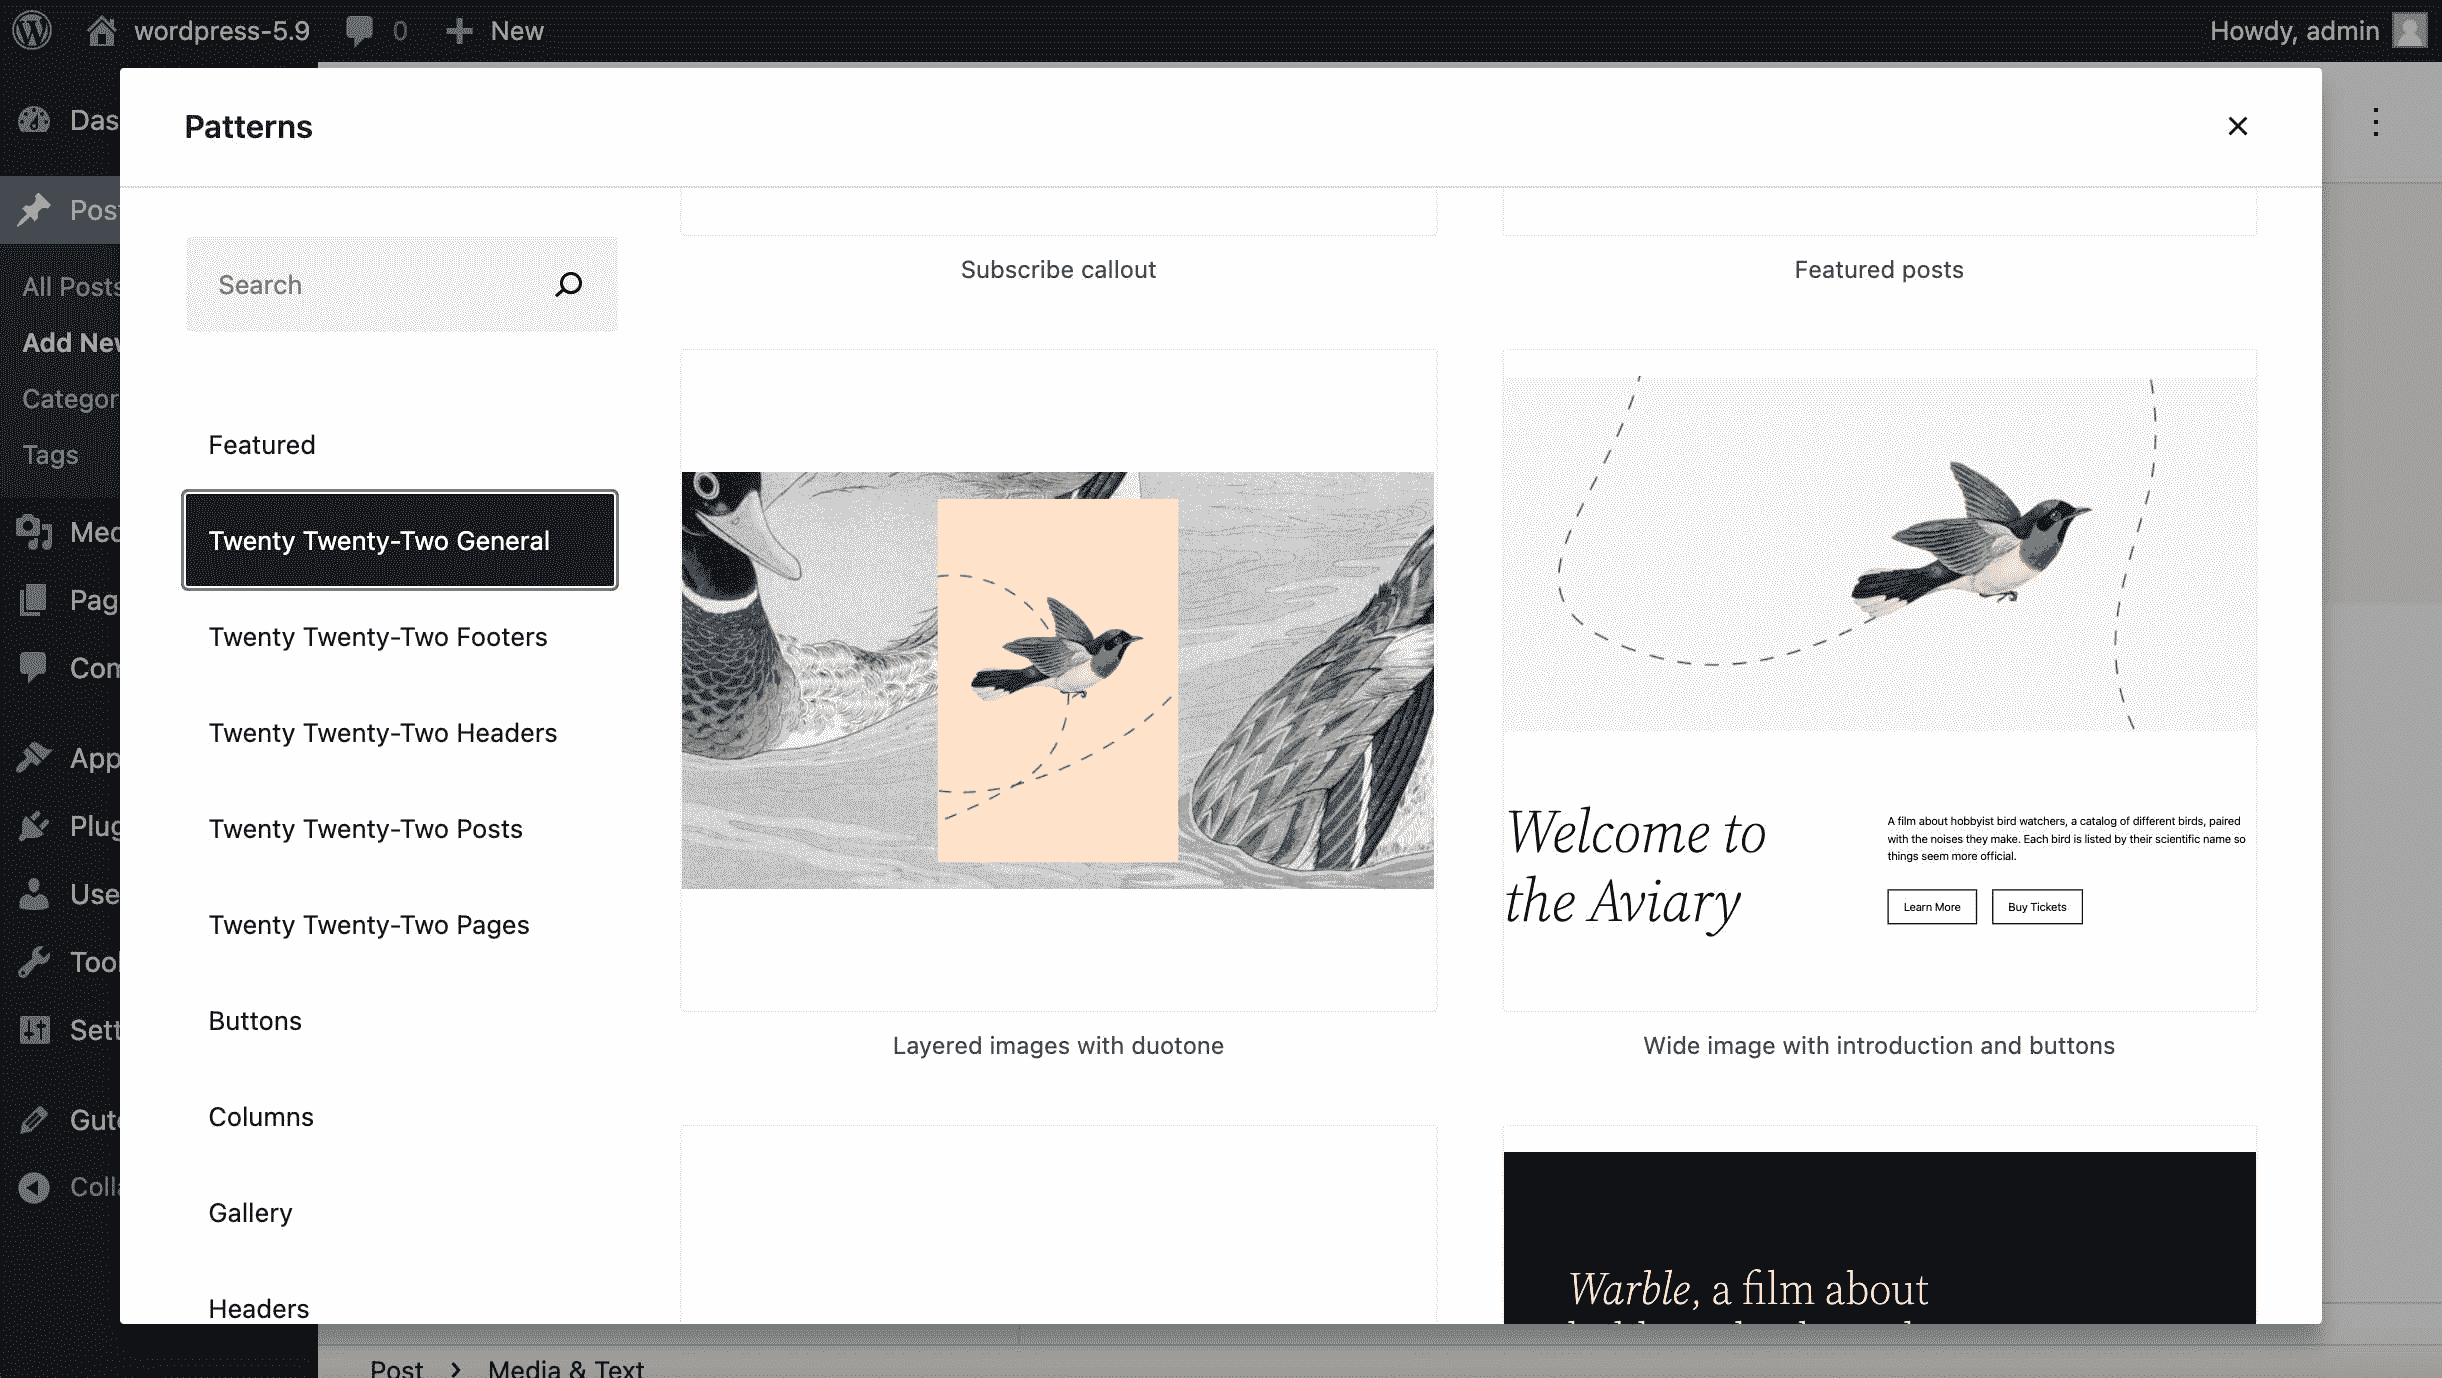 wordpress-5.9
0
New
Howdy, admin
Das
Pos
All Posts
Add New
Categor
Tags
Med
Pag
Com
App
Plug
Use
Tool
Sett
Gute
Colla
Patterns
Search
Featured
Twenty Twenty-Two General
Twenty Twenty-Two Footers
Twenty Twenty-Two Headers
Twenty Twenty-Two Posts
Twenty Twenty-Two Pages
Buttons
Columns
Gallery
Headers
Subscribe callout
Featured posts
Welcome to
the Aviary
A film about hobbyist bird watchers, a catalog of different birds, paired
with the noises they make. Each bird is listed by their scientific name so
things seem more official.
Learn More
Buy Tickets
Layered images with duotone
Wide image with introduction and buttons
Warble, a film about
Post > Media & Text